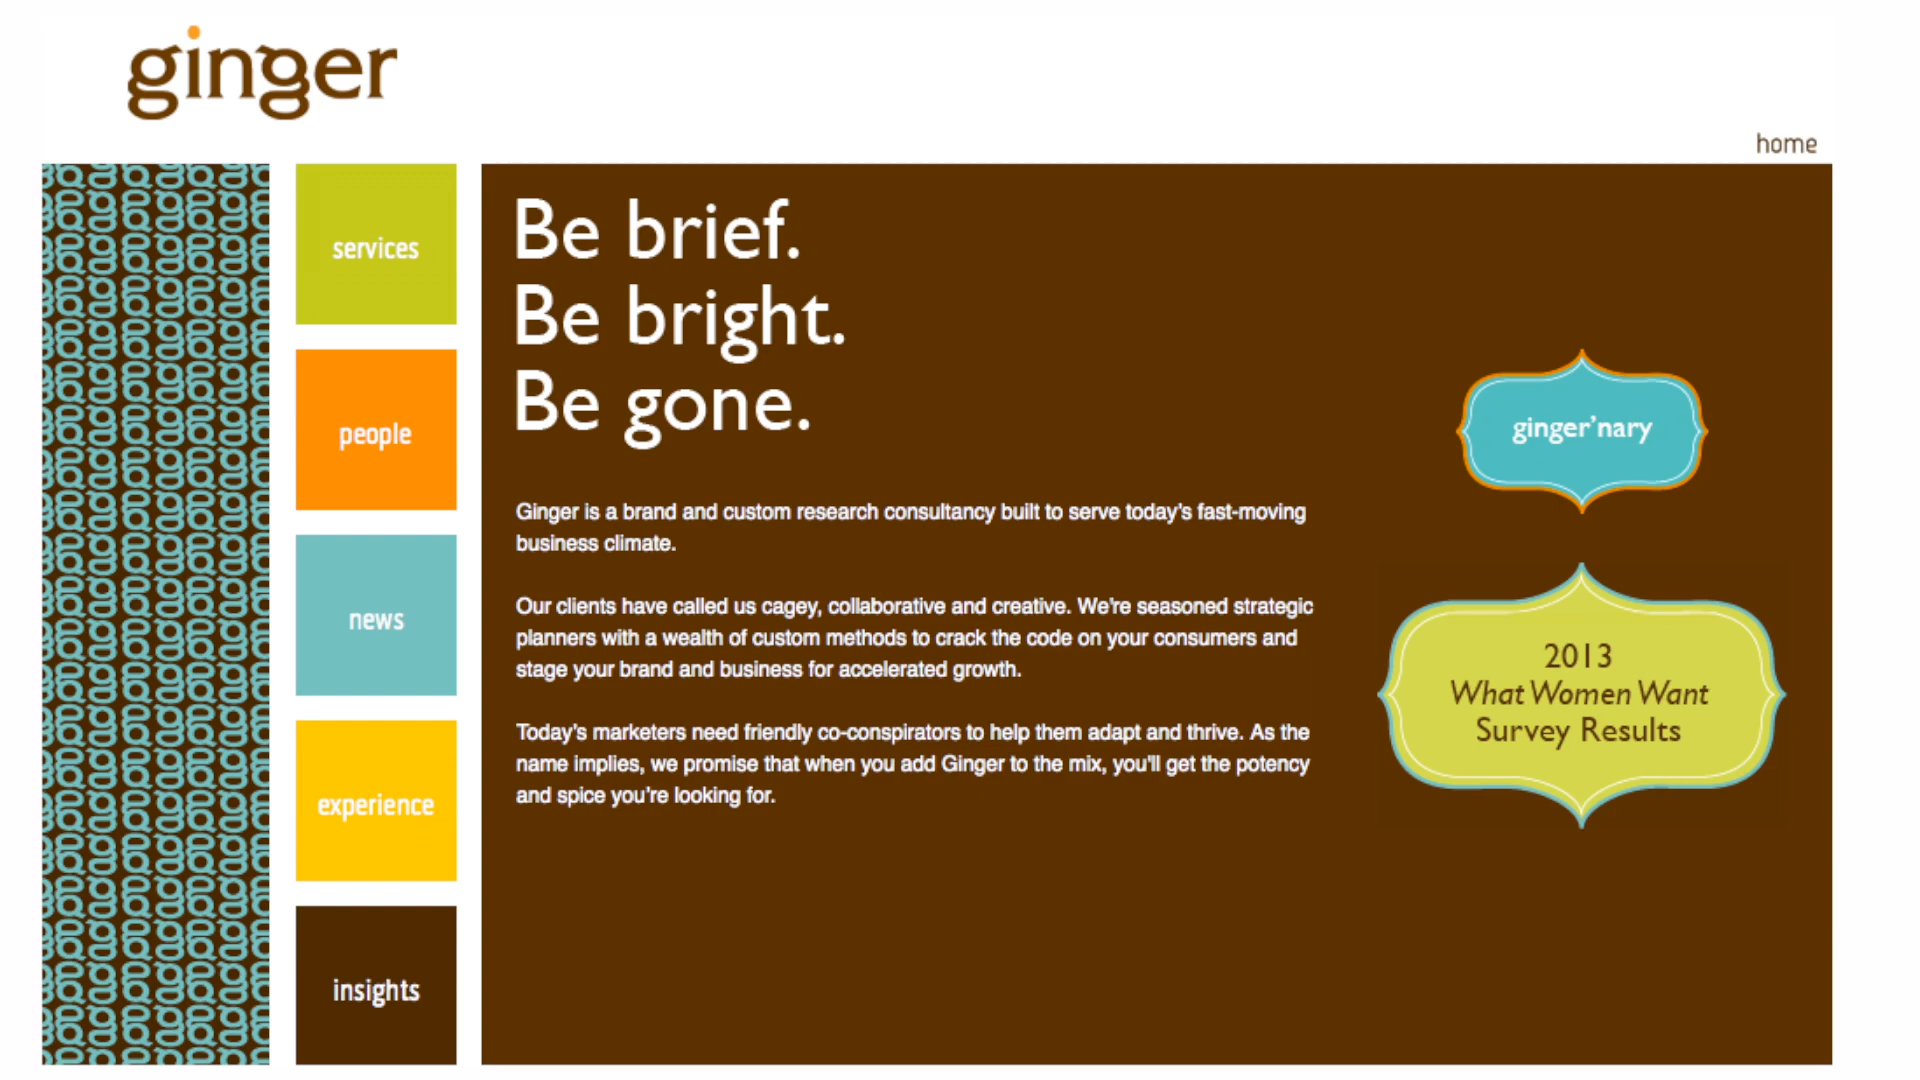 ginger
home
services
people
news
experience
insights
Be brief.
Be bright.
Be gone.
Ginger is a brand and custom research consultancy built to serve today's fast-moving
business climate.
Our clients have called us cagey, collaborative and creative. We're seasoned strategic
planners with a wealth of custom methods to crack the code on your consumers and
stage your brand and business for accelerated growth.
Today's marketers need friendly co-conspirators to help them adapt and thrive. As the
name implies, we promise that when you add Ginger to the mix, you'll get the potency
and spice you're looking for.
ginger'nary
2013
What Women Want
Survey Results